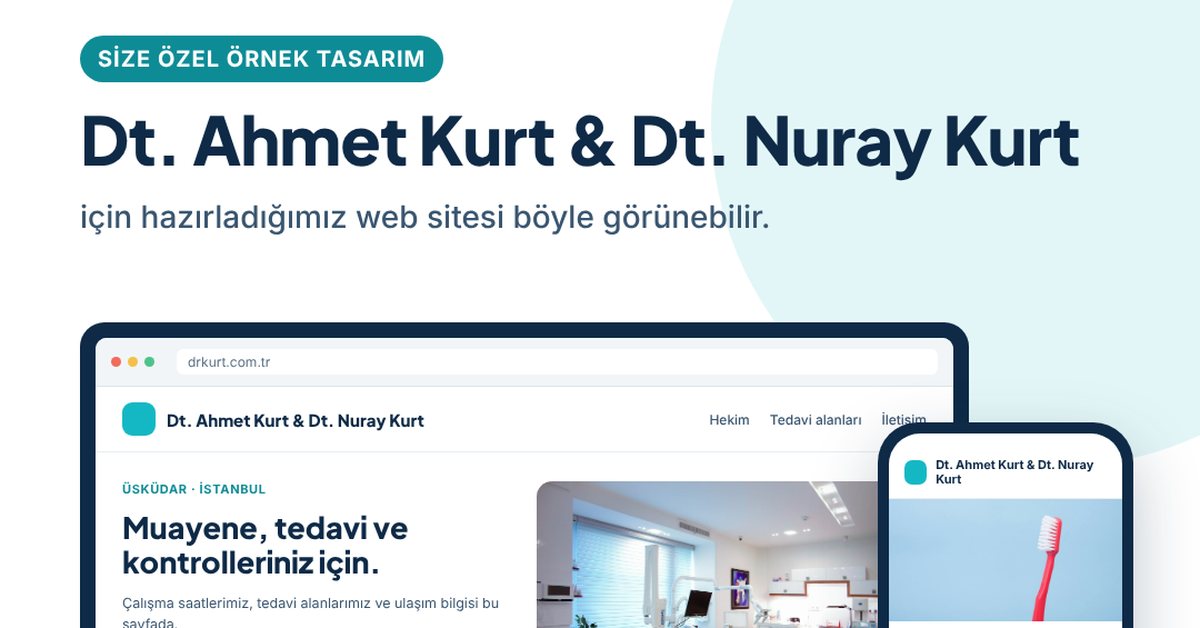 SİZE ÖZEL ÖRNEK TASARIM
Dt. Ahmet Kurt & Dt. Nuray Kurt
için hazırladığımız web sitesi böyle görünebilir.
drkurt.com.tr
Dt. Ahmet Kurt & Dt. Nuray Kurt
Hekim
Tedavi alanları
İletişim
ÜSKÜDAR · İSTANBUL
Muayene, tedavi ve
kontrolleriniz için.
Çalışma saatlerimiz, tedavi alanlarımız ve ulaşım bilgisi bu
sayfada.
Dt. Ahmet Kurt & Dt. Nuray
Kurt